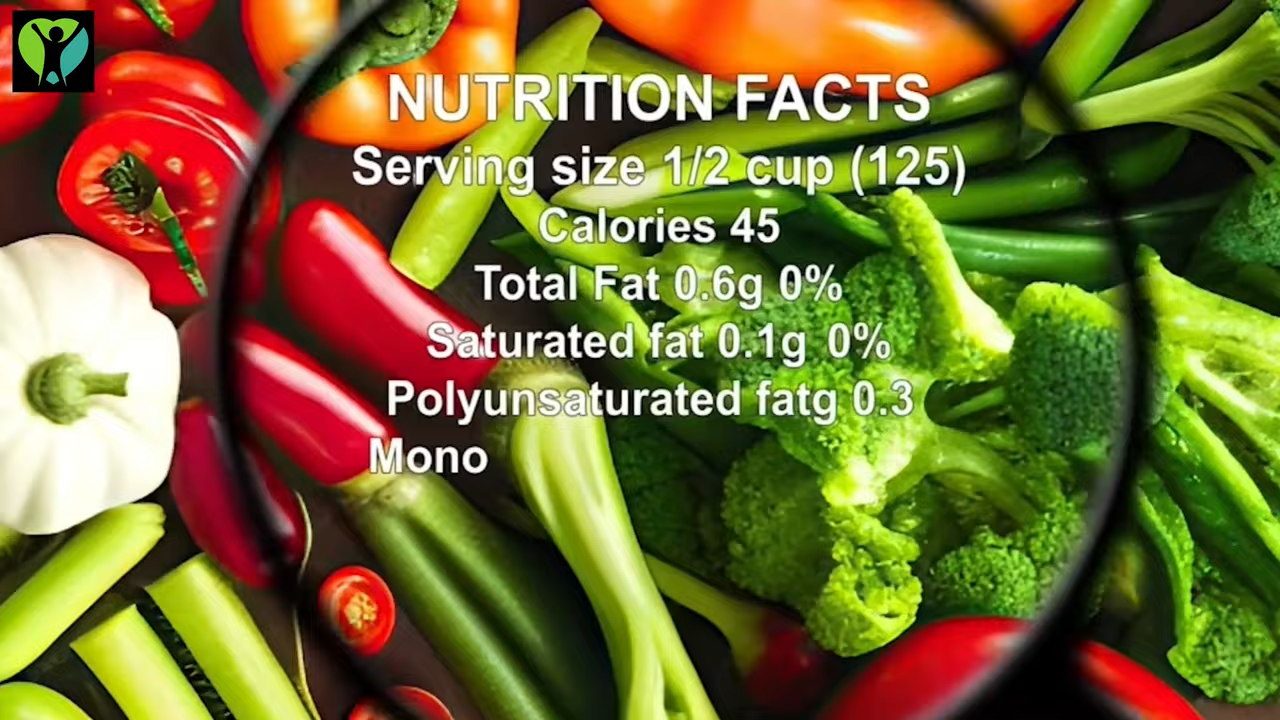 NUTRITION FACTS
Serving size 1/2 cup (125)
Calories 45
Total Fat 0.6g 0%
Saturated fat 0.1g 0%
Polyunsaturated fatg 0.3
Mono